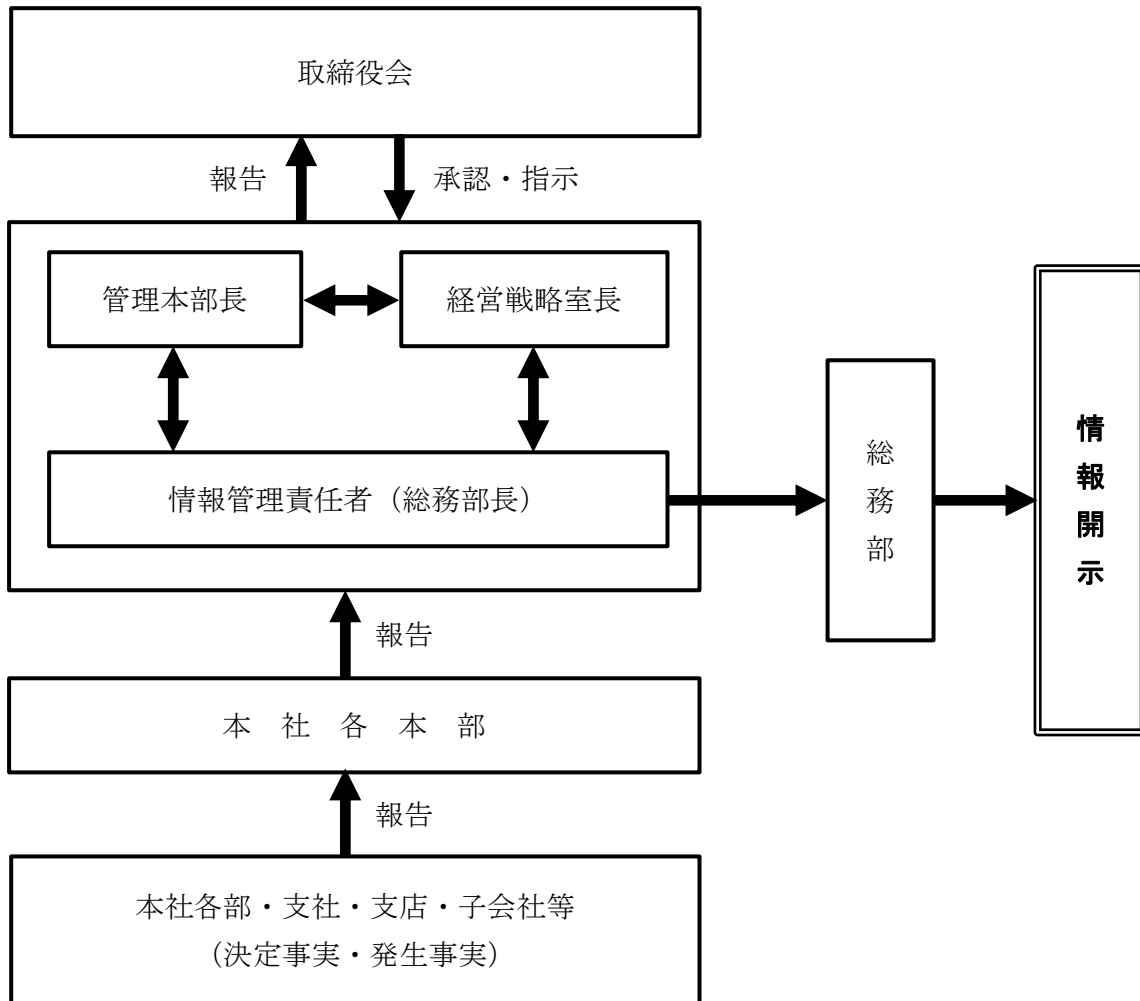 取締役会
報告
承認・指示
管理本部長
経営戦略室長
情報管理責任者（総務部長）
総務部
情報開示
報告
本　社　各　本　部
報告
本社各部・支社・支店・子会社等
（決定事実・発生事実）